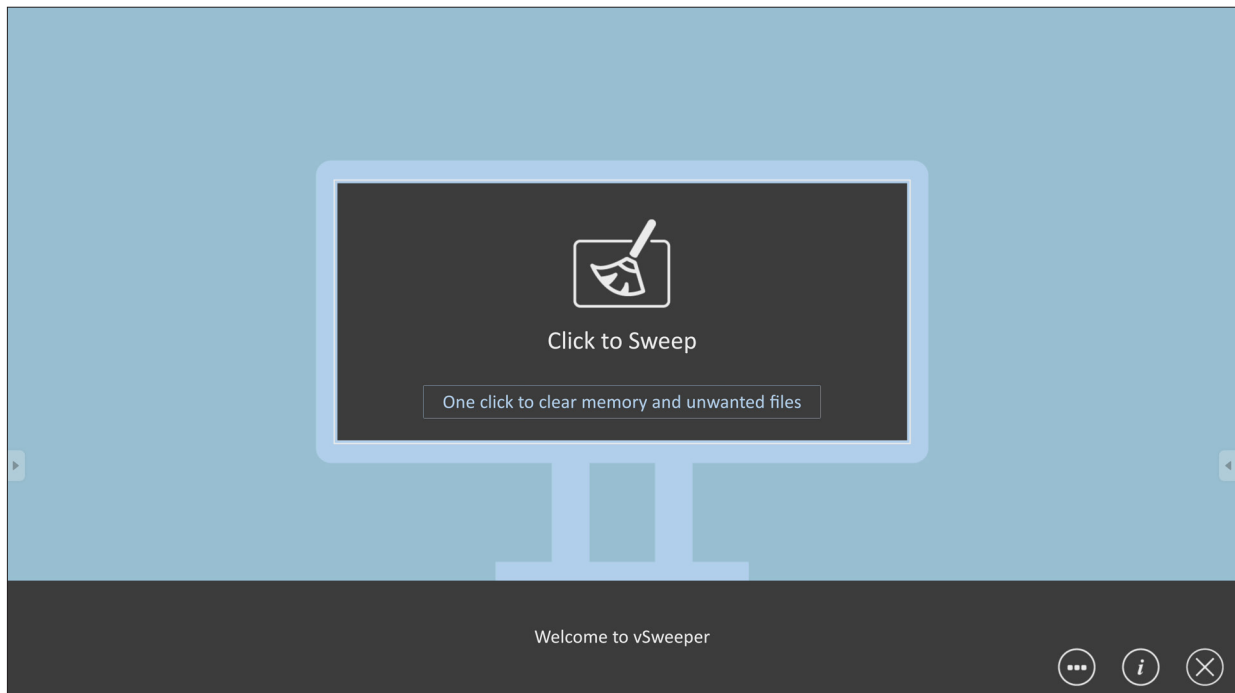 Click to Sweep
One click to clear memory and unwanted files
Welcome to vSweeper
i